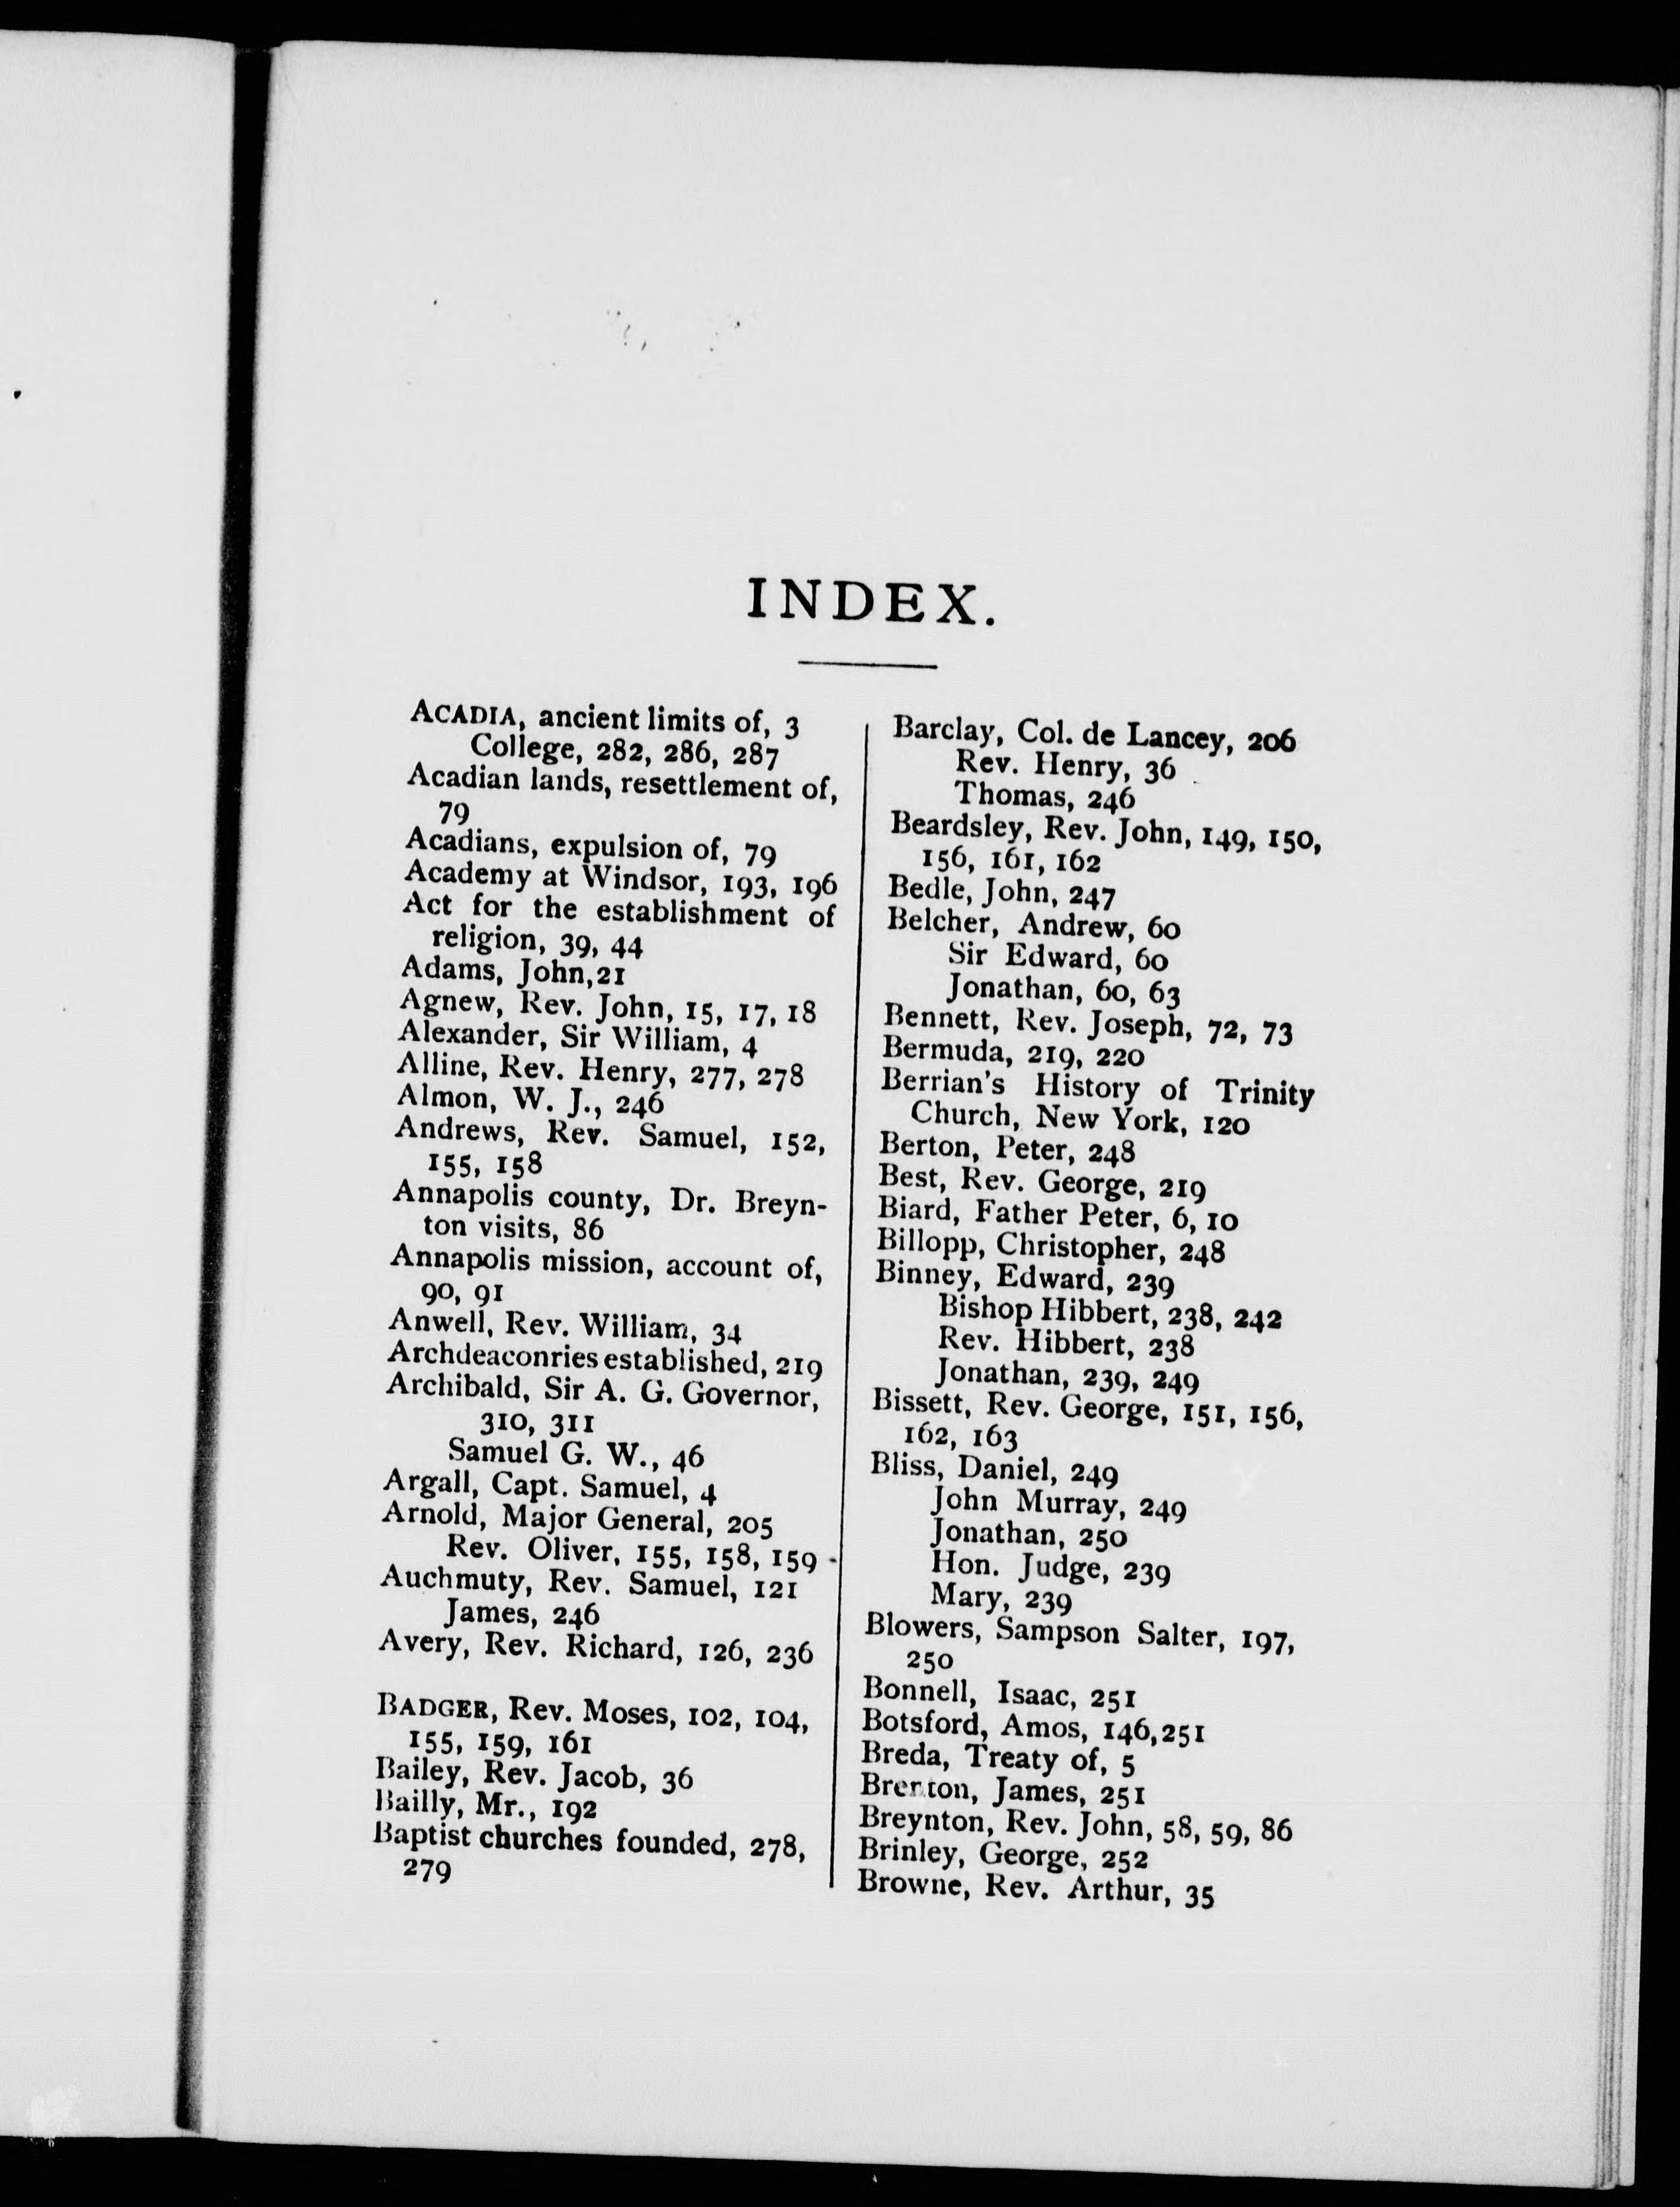 INDEX.
ACADIA, ancient limits of, 3
College, 282, 286, 287
Acadian lands, resettlement of,
79
Acadians, expulsion of, 79
Academy at Windsor, 193, 196
Act for the establishment of
religion, 39, 44
Adams, John,21
Agnew, Rev. John, 15, 17, 18
Alexander, Sir William, 4
Alline, Rev. Henry, 277, 278
Almon, W. J., 246
Andrews, Rev. Samuel, 152,
155, 158
Annapolis county, Dr. Breyn-
ton visits, 86
Annapolis mission, account of,
90, 91
Anwell, Rev. William, 34
Archdeaconries established, 219
Archibald, Sir A. G. Governor,
310, 311
Samuel G. W., 46
Argall, Capt. Samuel, 4
Arnold, Major General, 205
Rev. Oliver, 155, 158, 159
Auchmuty, Rev. Samuel, 121
James, 246
Avery, Rev. Richard, 126, 236
BADGER, Rev. Moses, 102, 104,
155, 159, 161
Bailey, Rev. Jacob, 36
Bailly, Mr., 192
Baptist churches founded, 278,
279
Barclay, Col. de Lancey, 206
Rev. Henry, 36
Thomas, 246
Beardsley, Rev. John, 149, 150,
156, 161, 162
Bedle, John, 247
Belcher, Andrew, 60
Sir Edward, 60
Jonathan, 60, 63
Bennett, Rev. Joseph, 72, 73
Bermuda, 219, 220
Berrian's History of Trinity
Church, New York, 120
Berton, Peter, 248
Best, Rev. George, 219
Biard, Father Peter, 6, 10
Billopp, Christopher, 248
Binney, Edward, 239
Bishop Hibbert, 238, 242
Rev. Hibbert, 238
Jonathan, 239, 249
Bissett, Rev. George, 151, 156,
162, 163
Bliss, Daniel, 249
John Murray, 249
Jonathan, 250
Hon. Judge, 239
Mary, 239
Blowers, Sampson Salter, 197,
250
Bonnell, Isaac, 251
Botsford, Amos, 146,251
Breda, Treaty of, 5
Brenton, James, 251
Breynton, Rev. John, 58, 59, 86
Brinley, George, 252
Browne, Rev. Arthur, 35